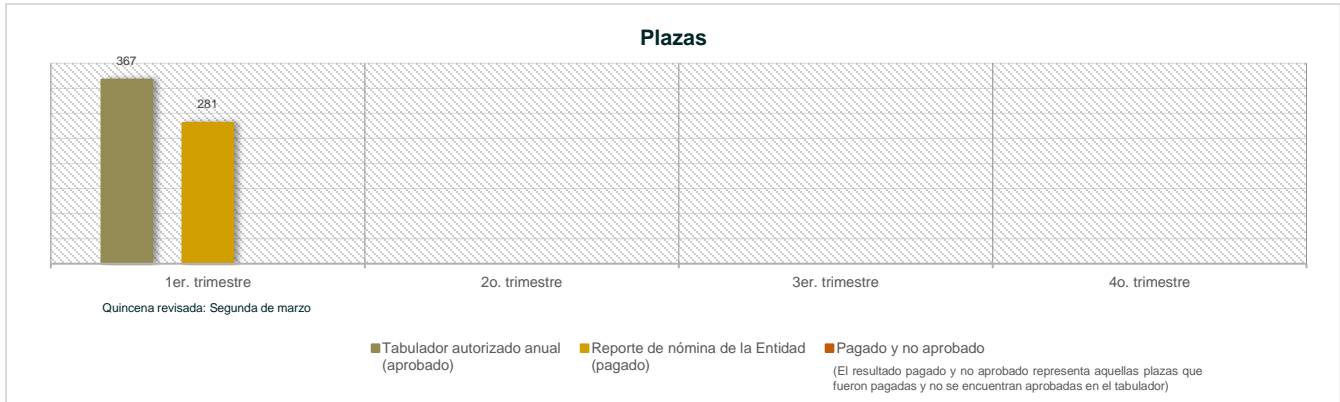 Plazas
367
281
1er. trimestre
2o. trimestre
3er. trimestre
4o. trimestre
Quincena revisada: Segunda de marzo
Tabulador autorizado anual
(aprobado)
Reporte de nómina de la Entidad
(pagado)
Pagado y no aprobado
(El resultado pagado y no aprobado representa aquellas plazas que
fueron pagadas y no se encuentran aprobadas en el tabulador)